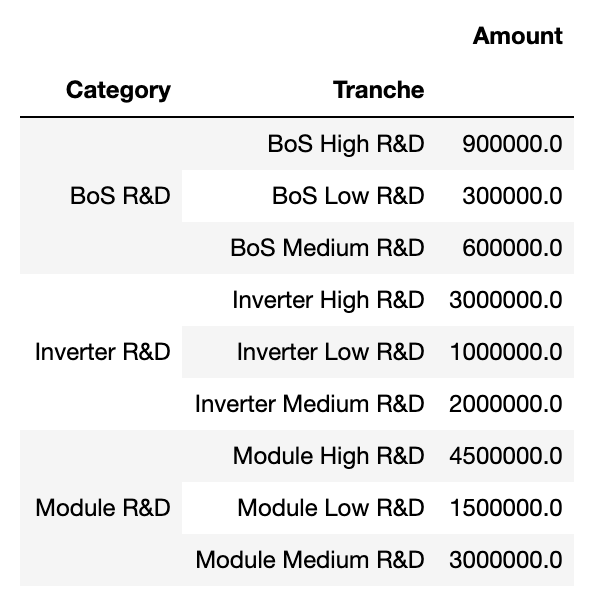 Amount
Category Tranche
BoS High R&D 900000.0
BoS R&D BoS Low R&D 300000.0
BoS Medium R&D 600000.0
Inverter High R&D 3000000.0
Inverter R&D Inverter Low R&D 1000000.0
Inverter Medium R&D 2000000.0
Module High R&D 4500000.0
Module R&D Module Low R&D 1500000.0
Module Medium R&D 3000000.0